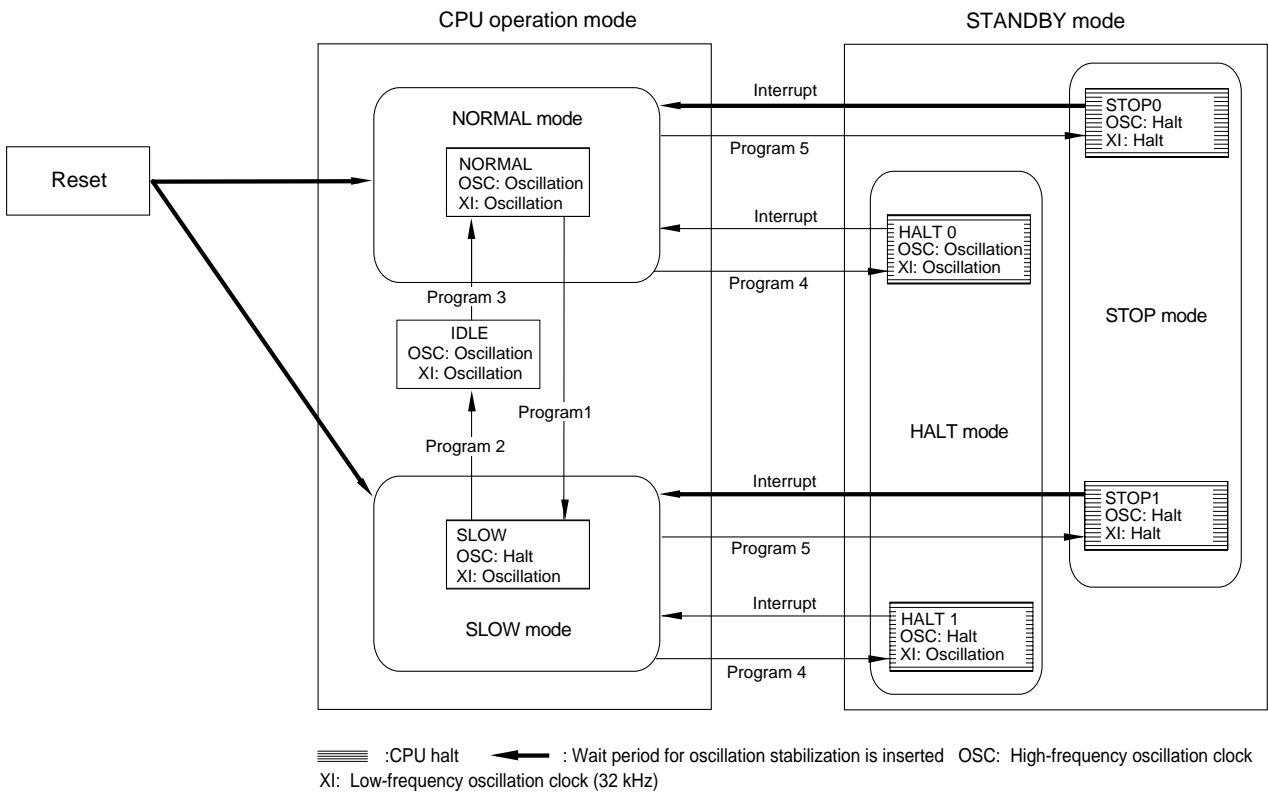 CPU operation mode
STANDBY mode
Reset
NORMAL mode
NORMAL
OSC: Oscillation
XI: Oscillation
Program 3
IDLE
OSC: Oscillation
XI: Oscillation
Program1
Program 2
SLOW
OSC: Halt
XI: Oscillation
SLOW mode
Interrupt
Program 5
Interrupt
Program 4
Interrupt
Program 5
Interrupt
Program 4
STOP0
OSC: Halt
XI: Halt
HALT 0
OSC: Oscillation
XI: Oscillation
STOP mode
HALT mode
STOP1
OSC: Halt
XI: Halt
HALT 1
OSC: Halt
XI: Oscillation
:CPU halt : Wait period for oscillation stabilization is inserted OSC: High-frequency oscillation clock
XI: Low-frequency oscillation clock (32 kHz)